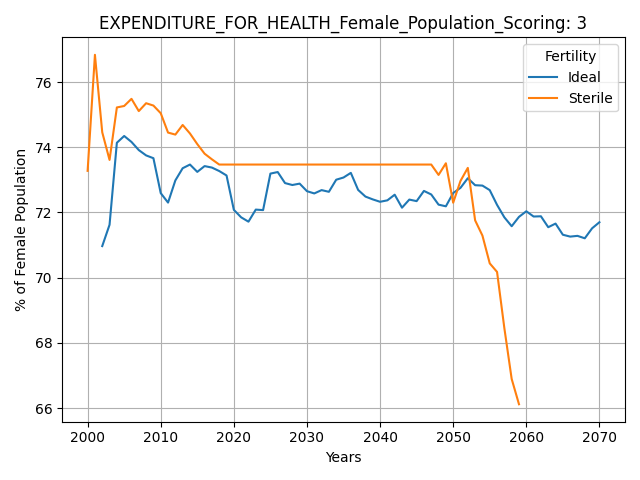 EXPENDITURE_FOR_HEALTH_Female_Population_Scoring: 3
Fertility
Ideal
Sterile
% of Female Population
76
74
72
70
68
66
2000 2010 2020 2030 2040 2050 2060 2070
Years